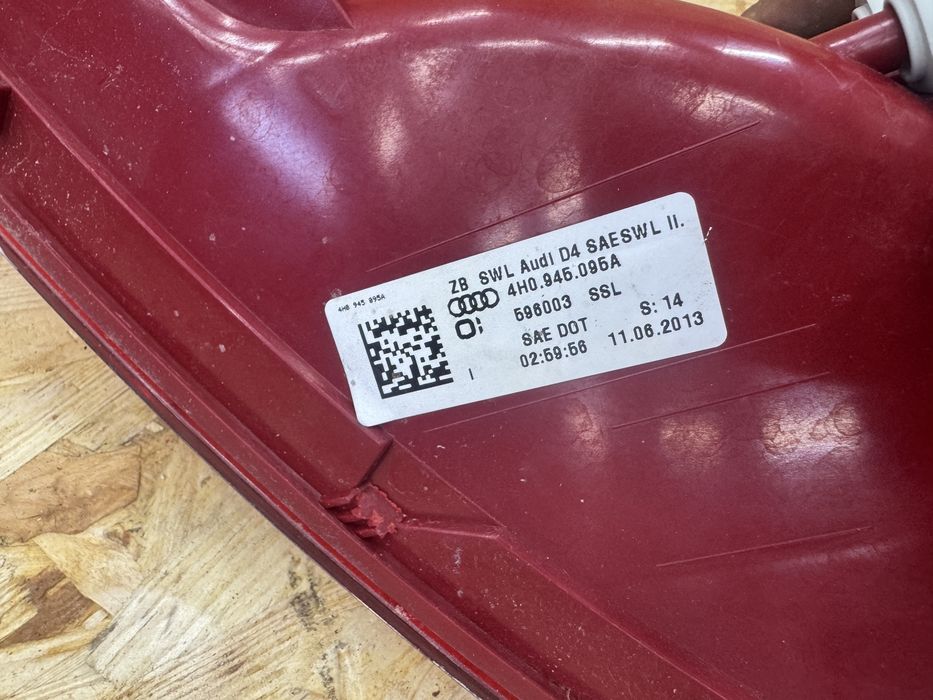 4H0 945 095A
ZB SWL Audi D4 SAESWL II.
4H0.945.095A
596003 SSL
SAE DOT S: 14
02:59:56 11.06.2013